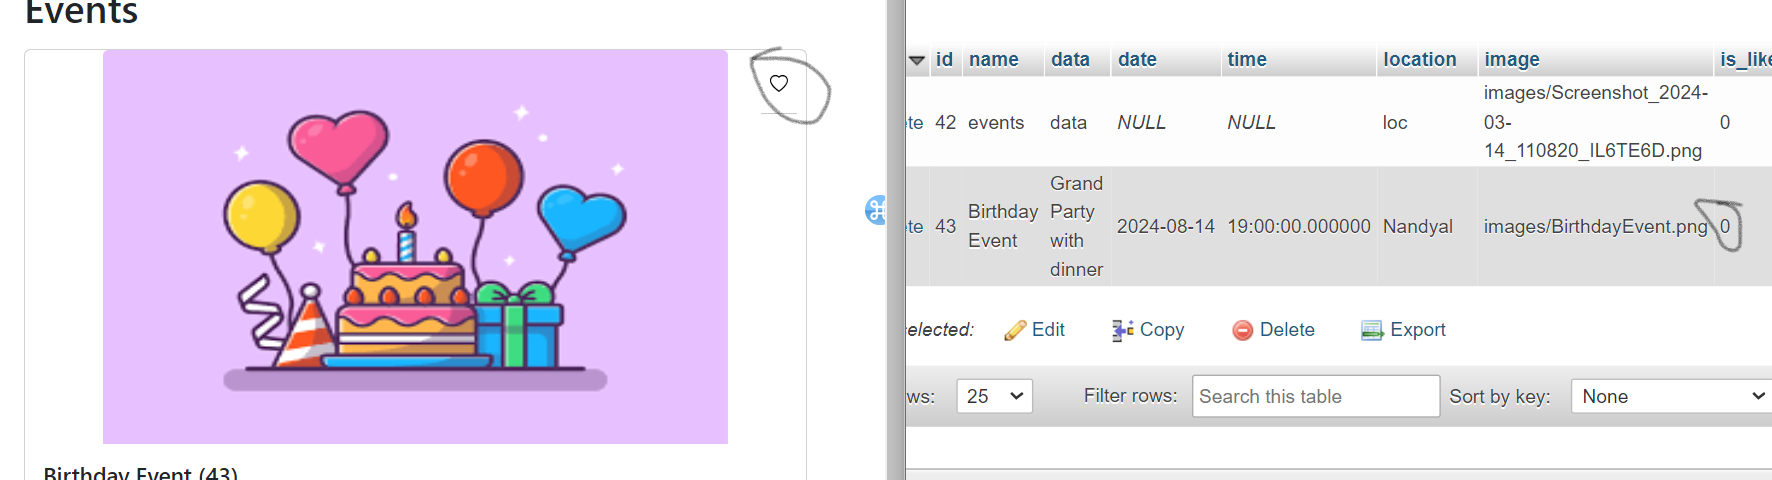 Events
Birthday Event (43)
id name data date time location image is_like
ete 42 events data NULL NULL loc images/Screenshot_2024-03-14_110820_IL6TE6D.png 0
ete 43 Birthday Event Grand Party with dinner 2024-08-14 19:00:00.000000 Nandyal images/BirthdayEvent.png 0
selected: Edit Copy Delete Export
ws: 25 Filter rows: Search this table Sort by key: None